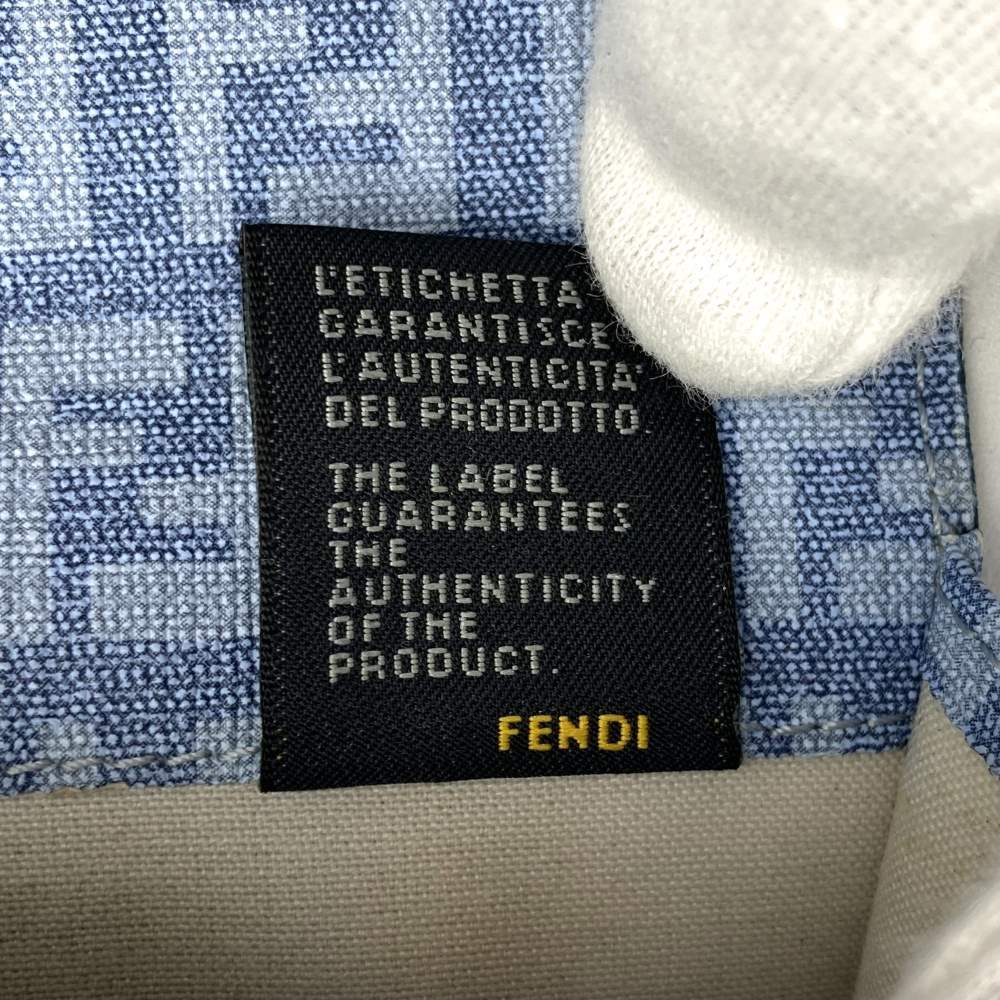 L'ETICHETTA
GARANTISCE
L'AUTENTICITA'
DEL PRODOTTO.
THE LABEL
GUARANTEES
THE
AUTHENTICITY
OF THE
PRODUCT.
FENDI